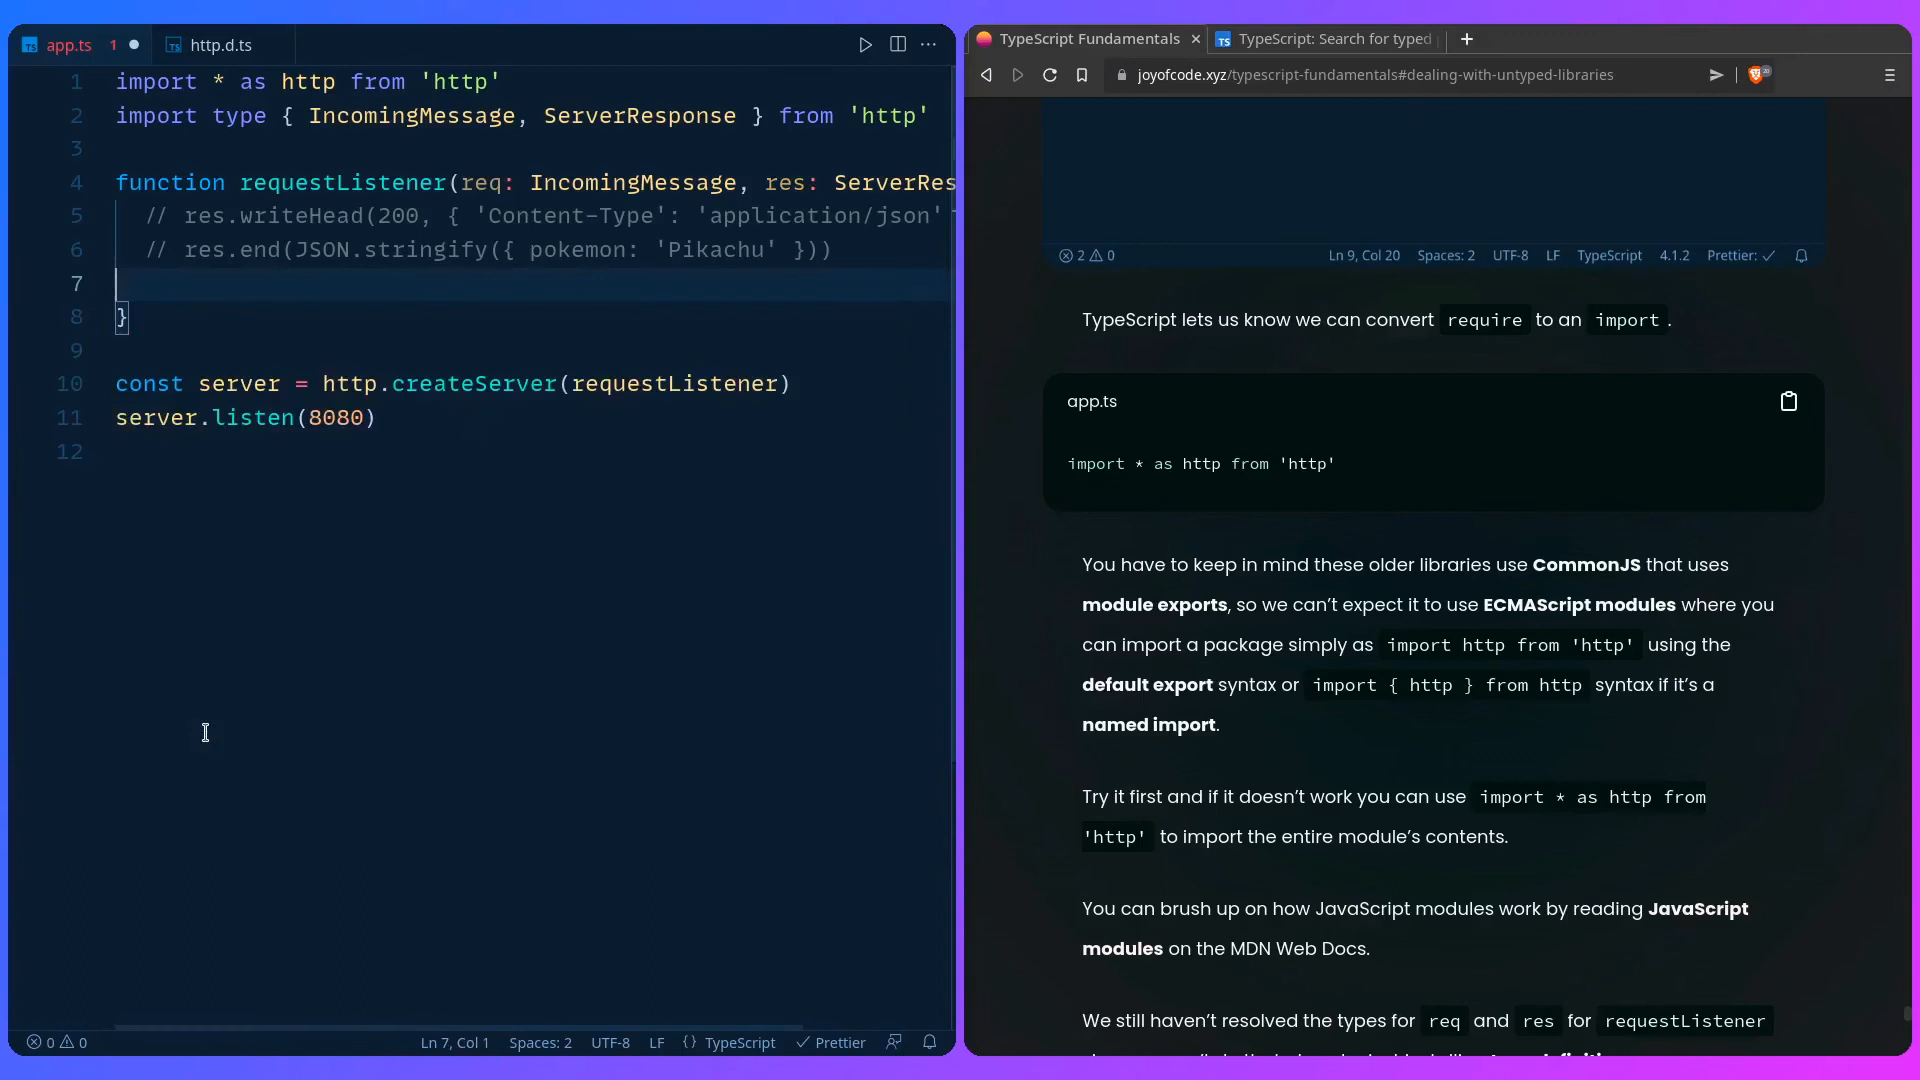 app.ts 1
http.d.ts
1 import * as http from 'http'
2 import type { IncomingMessage, ServerResponse } from 'http'
3
4 function requestListener(req: IncomingMessage, res: ServerRes
5 // res.writeHead(200, { 'Content-Type': 'application/json'
6 // res.end(JSON.stringify({ pokemon: 'Pikachu' }))
7
8 }
9
10 const server = http.createServer(requestListener)
11 server.listen(8080)
12
0 0
Ln 7, Col 1
Spaces: 2
UTF-8
LF
{} TypeScript
Prettier
TypeScript Fundamentals
TypeScript: Search for typed
joyofcode.xyz/typescript-fundamentals#dealing-with-untyped-libraries
2 0
Ln 9, Col 20
Spaces: 2
UTF-8
LF
TypeScript
4.1.2
Prettier:
TypeScript lets us know we can convert require to an import .
app.ts
import * as http from 'http'
You have to keep in mind these older libraries use CommonJS that uses
module exports, so we can’t expect it to use ECMAScript modules where you
can import a package simply as import http from 'http' using the
default export syntax or import { http } from http syntax if it’s a
named import.
Try it first and if it doesn’t work you can use import * as http from
'http' to import the entire module’s contents.
You can brush up on how JavaScript modules work by reading JavaScript
modules on the MDN Web Docs.
We still haven’t resolved the types for req and res for requestListener